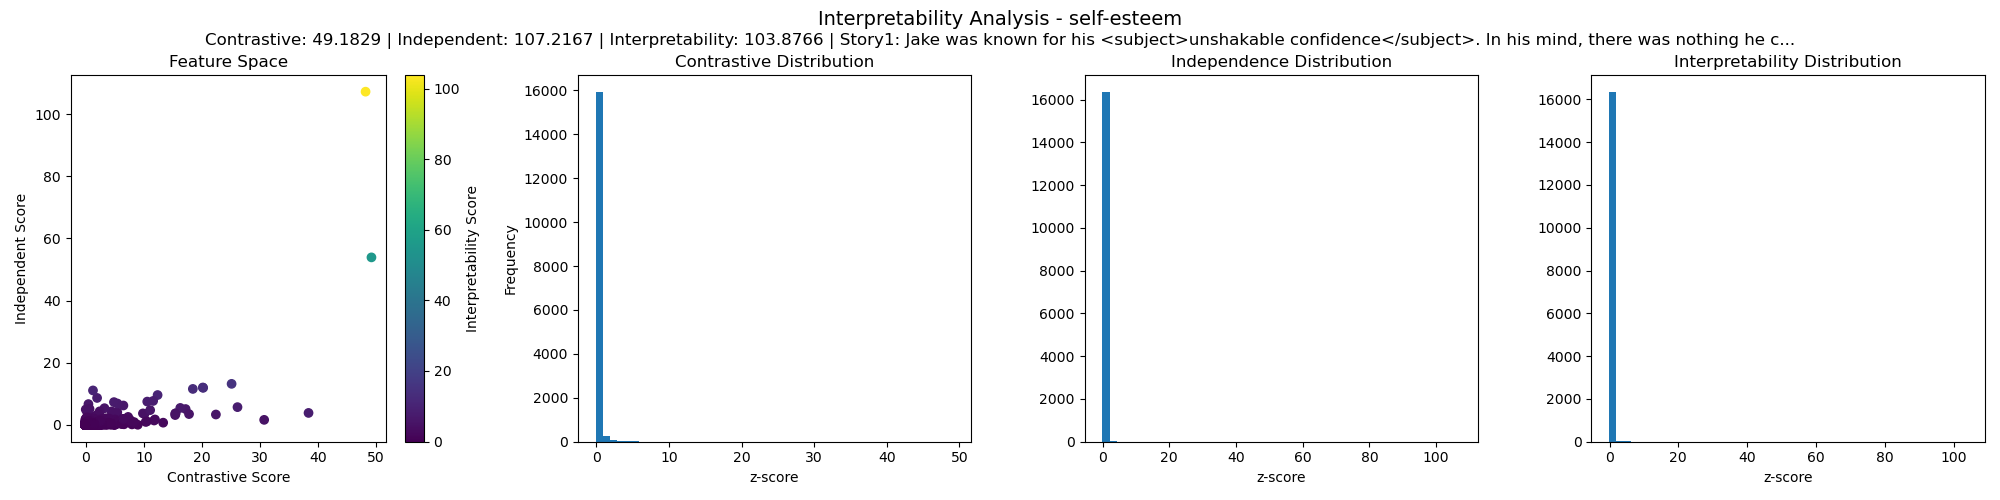 Interpretability Analysis - self-esteem
Contrastive: 49.1829 | Independent: 107.2167 | Interpretability: 103.8766 | Story1: Jake was known for his <subject>unshakable confidence</subject>. In his mind, there was nothing he c...
Feature Space
Independent Score
100
80
60
40
20
0
0 10 20 30 40 50
Contrastive Score
100
80
60
40
20
0
Interpretability Score
Contrastive Distribution
Frequency
16000
14000
12000
10000
8000
6000
4000
2000
0
0 10 20 30 40 50
z-score
Independence Distribution
16000
14000
12000
10000
8000
6000
4000
2000
0
0 20 40 60 80 100
z-score
Interpretability Distribution
16000
14000
12000
10000
8000
6000
4000
2000
0
0 20 40 60 80 100
z-score